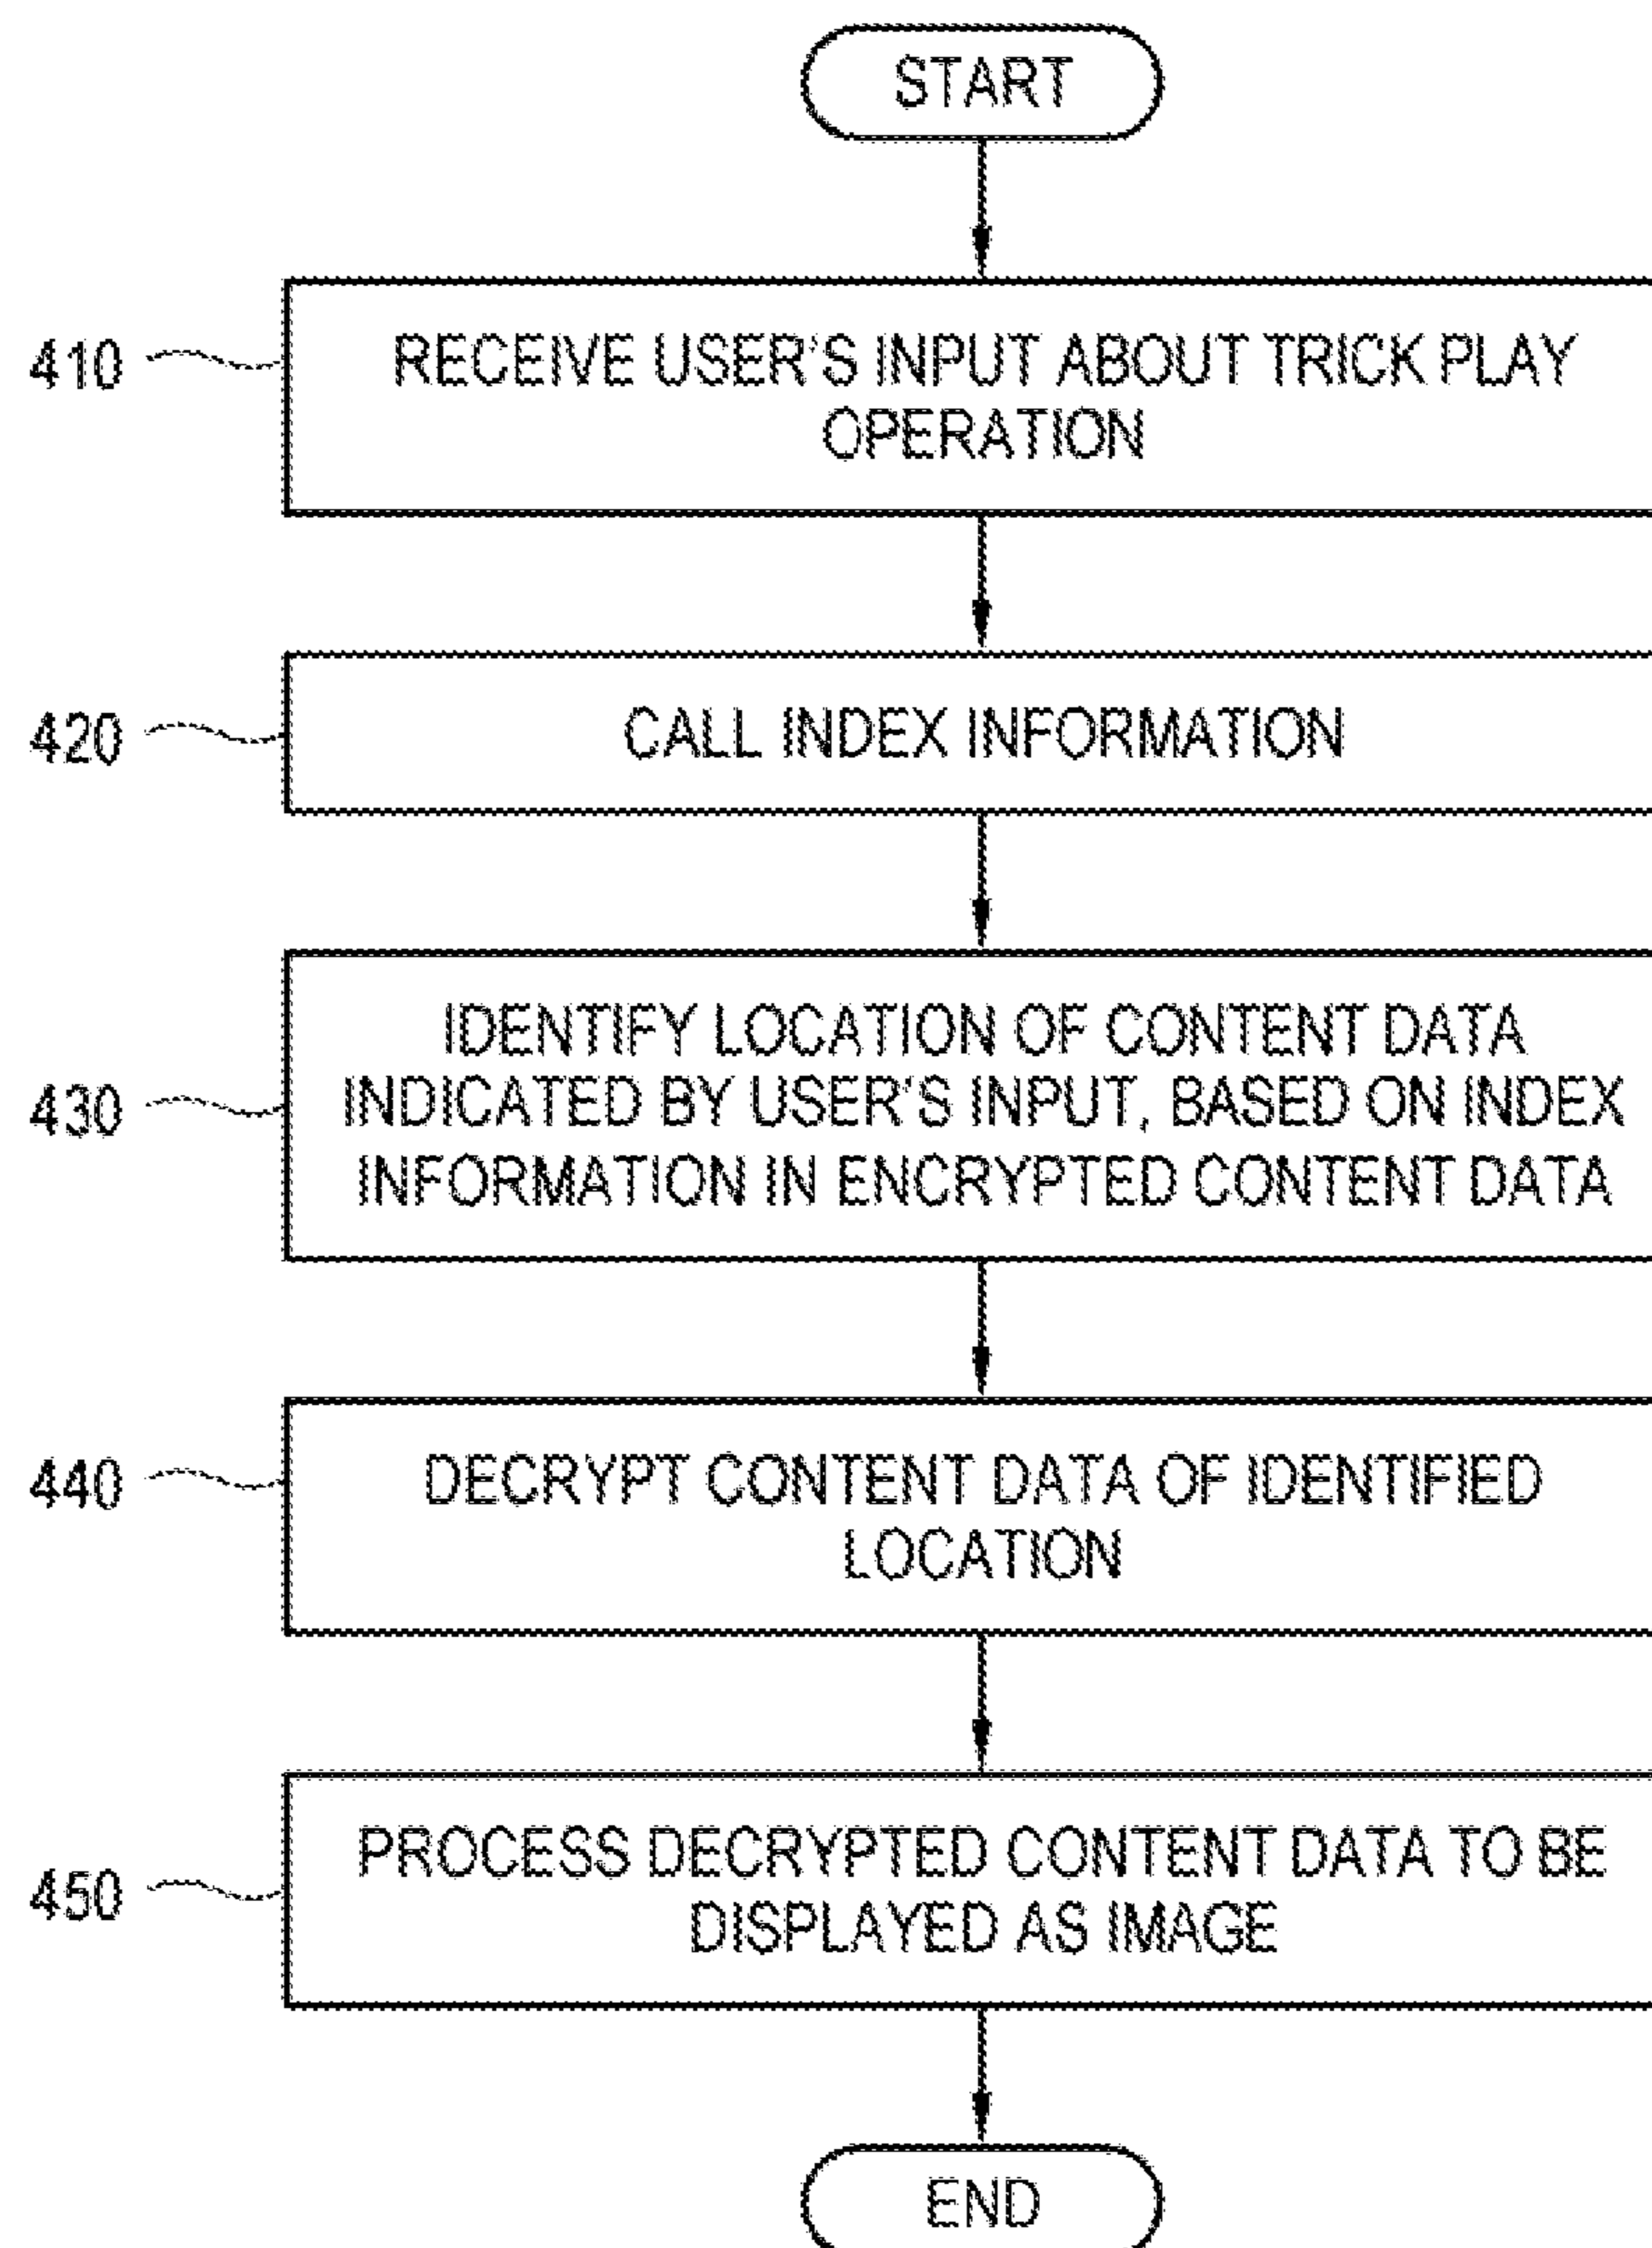 START
410
RECEIVE USER'S INPUT ABOUT TRICK PLAY
OPERATION
420
CALL INDEX INFORMATION
430
IDENTIFY LOCATION OF CONTENT DATA
INDICATED BY USER'S INPUT, BASED ON INDEX
INFORMATION IN ENCRYPTED CONTENT DATA
440
DECRYPT CONTENT DATA OF IDENTIFIED
LOCATION
450
PROCESS DECRYPTED CONTENT DATA TO BE
DISPLAYED AS IMAGE
END